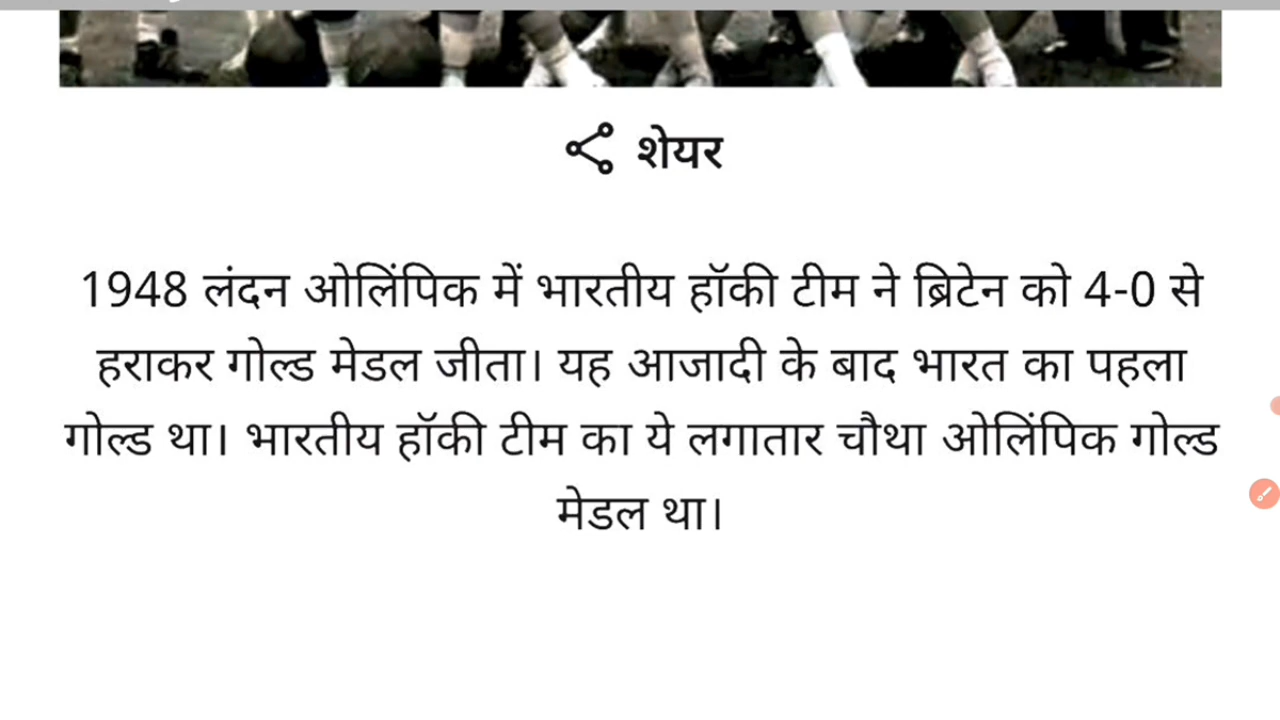 शेयर
1948 लंदन ओलिंपिक में भारतीय हॉकी टीम ने ब्रिटेन को 4-0 से
हराकर गोल्ड मेडल जीता। यह आजादी के बाद भारत का पहला
गोल्ड था। भारतीय हॉकी टीम का ये लगातार चौथा ओलिंपिक गोल्ड
मेडल था।